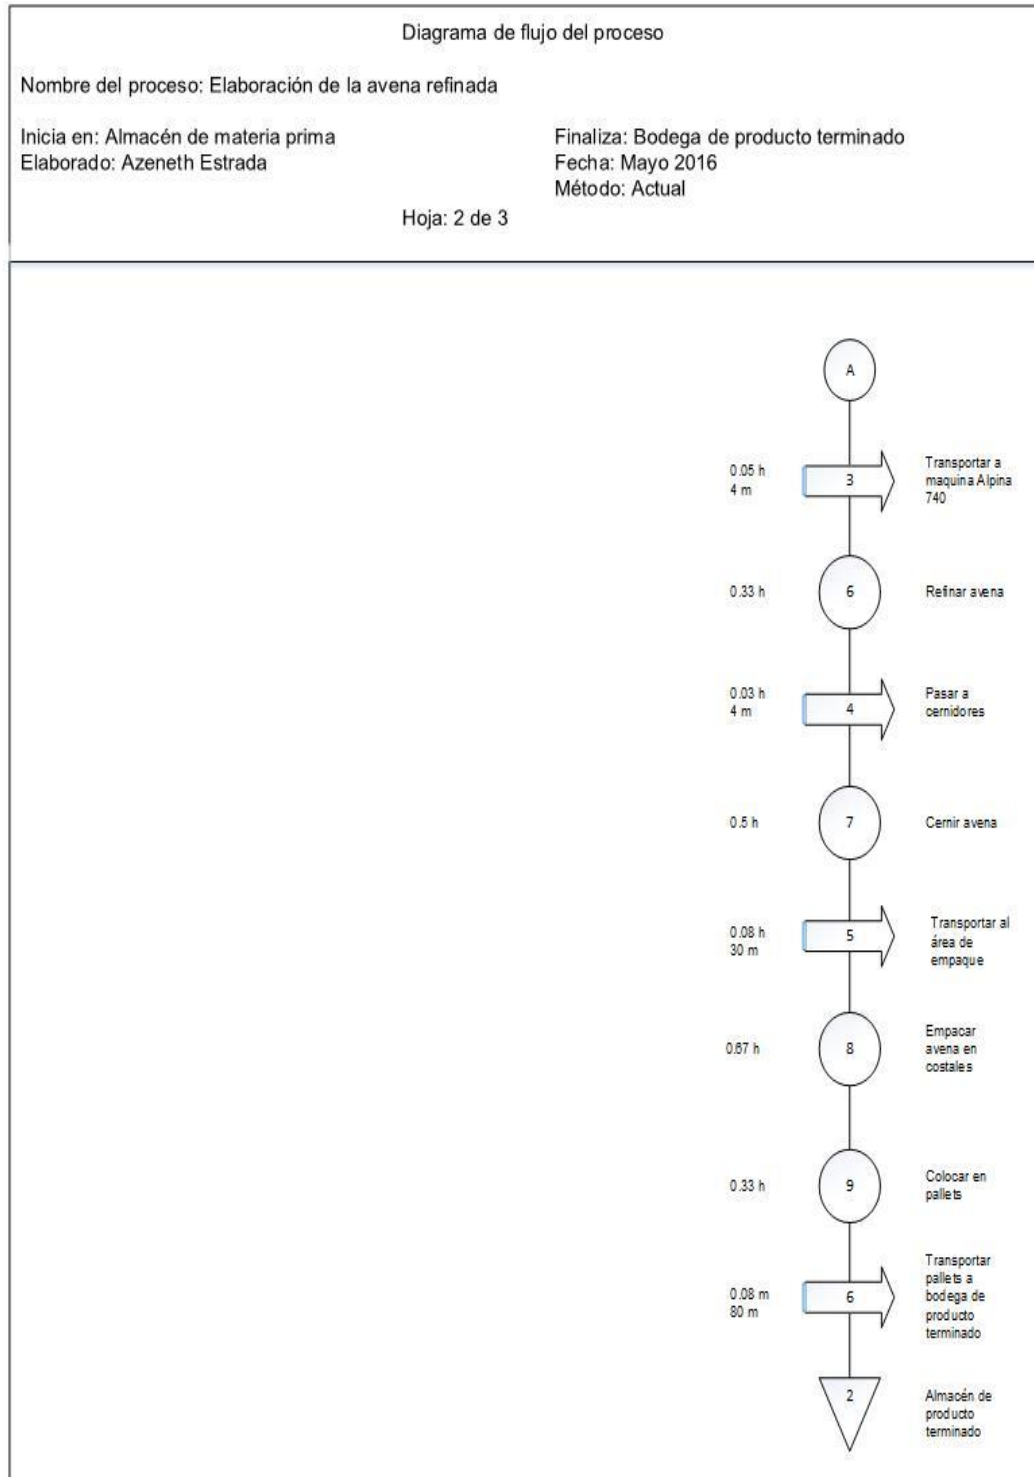 Diagrama de flujo del proceso
Nombre del proceso: Elaboración de la avena refinada
Inicia en: Almacén de materia prima
Finaliza: Bodega de producto terminado
Elaborado: Azeneth Estrada
Fecha: Mayo 2016
Método: Actual
Hoja: 2 de 3
A
0.05 h
4 m
3
Transportar a
maquina Alpina
740
0.33 h
6
Refinar avena
0.03 h
4 m
4
Pasar a
cernidores
0.5 h
7
Cernir avena
0.08 h
30 m
5
Transportar al
área de
empaque
0.67 h
8
Empacar
avena en
costales
0.33 h
9
Colocar en
pallets
0.08 m
80 m
6
Transportar
pallets a
bodega de
producto
terminado
2
Almacén de
producto
terminado